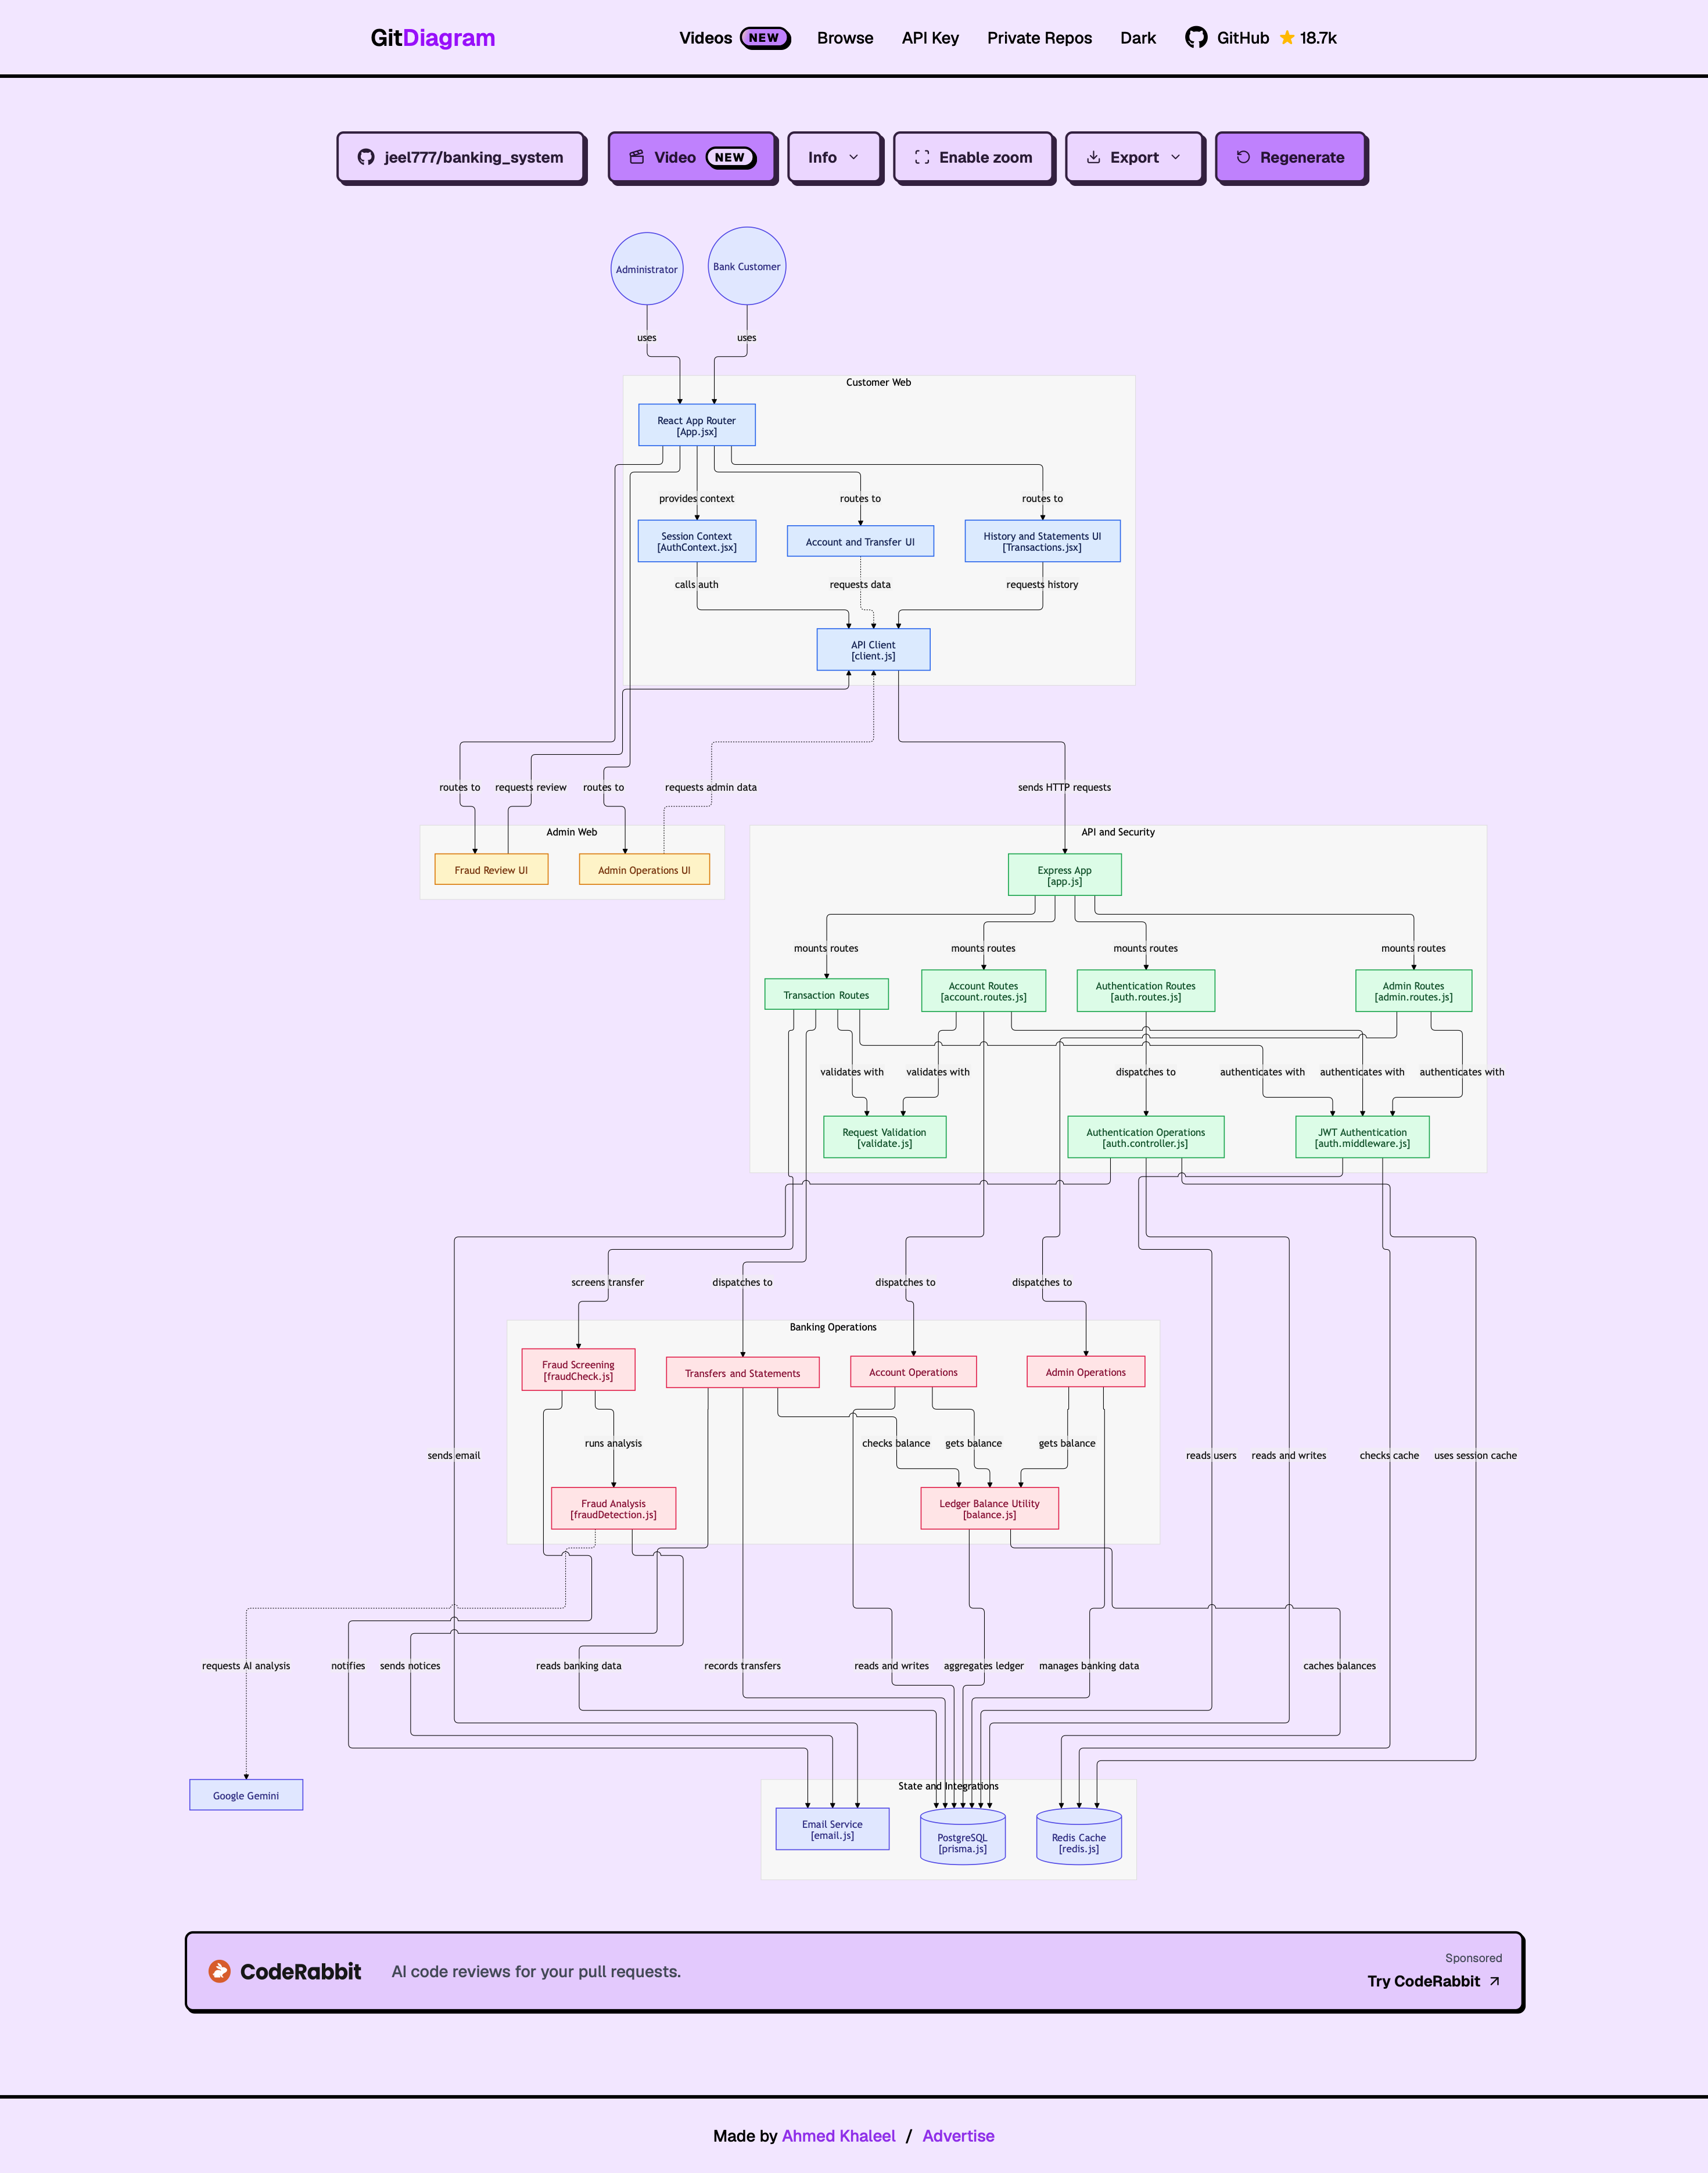 GitDiagram
Videos NEW
Browse
API Key
Private Repos
Dark
GitHub
18.7k
jeel777/banking_system
Video NEW
Info
Enable zoom
Export
Regenerate
Administrator
Bank Customer
uses
uses
Customer Web
React App Router
[App.jsx]
provides context
routes to
routes to
Session Context
[AuthContext.jsx]
Account and Transfer UI
History and Statements UI
[Transactions.jsx]
calls auth
requests data
requests history
API Client
[client.js]
routes to
requests review
routes to
requests admin data
sends HTTP requests
Admin Web
Fraud Review UI
Admin Operations UI
API and Security
Express App
[app.js]
mounts routes
mounts routes
mounts routes
mounts routes
Transaction Routes
Account Routes
[account.routes.js]
Authentication Routes
[auth.routes.js]
Admin Routes
[admin.routes.js]
validates with
validates with
dispatches to
authenticates with
authenticates with
authenticates with
Request Validation
[validate.js]
Authentication Operations
[auth.controller.js]
JWT Authentication
[auth.middleware.js]
screens transfer
dispatches to
dispatches to
dispatches to
Banking Operations
Fraud Screening
[fraudCheck.js]
Transfers and Statements
Account Operations
Admin Operations
sends email
runs analysis
checks balance
gets balance
gets balance
reads users
reads and writes
checks cache
uses session cache
Fraud Analysis
[fraudDetection.js]
Ledger Balance Utility
[balance.js]
requests AI analysis
notifies
sends notices
reads banking data
records transfers
reads and writes
aggregates ledger
manages banking data
caches balances
Google Gemini
State and Integrations
Email Service
[email.js]
PostgreSQL
[prisma.js]
Redis Cache
[redis.js]
CodeRabbit
AI code reviews for your pull requests.
Sponsored
Try CodeRabbit
Made by Ahmed Khaleel / Advertise